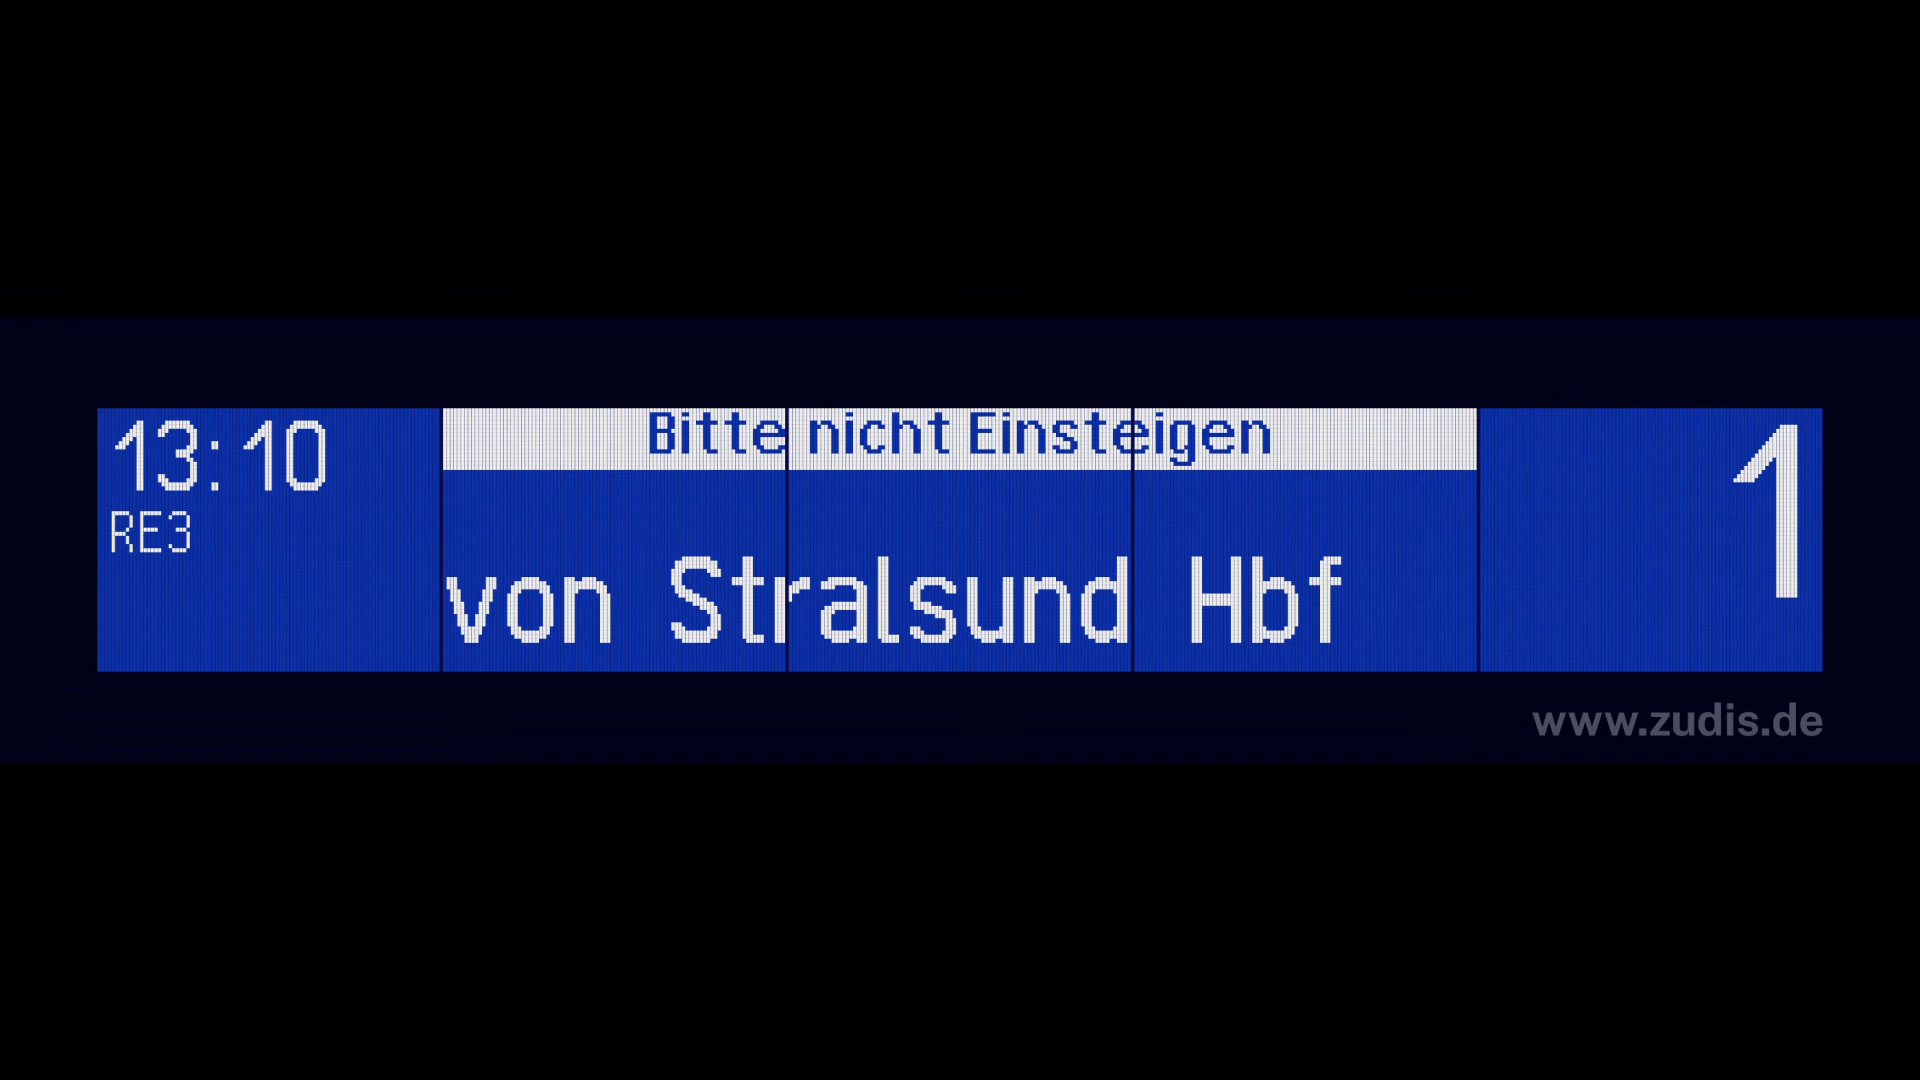 13:10
Bitte nicht Einsteigen
1
RE3
von Stralsund Hbf
www.zudis.de